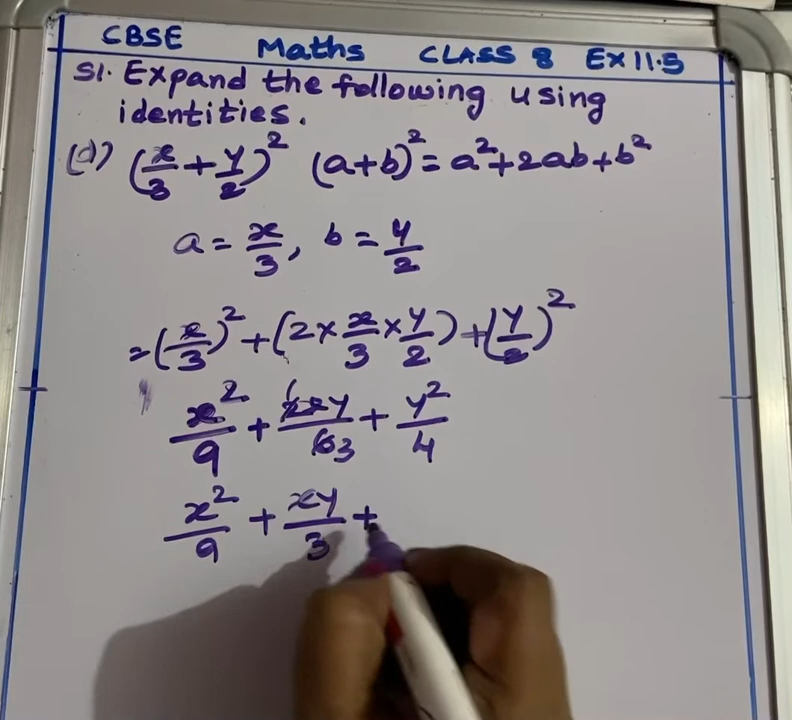 CBSE Maths CLASS 8 EX 11.5
S1. Expand the following using
identities.
(d) (x/3 + y/2)² (a+b)² = a²+2ab+b²
a = x/3, b = y/2
= (x/3)² + (2 × x/3 × y/2) + (y/2)²
x²/9 + 2xy/6 3 + y²/4
x²/9 + xy/3 +